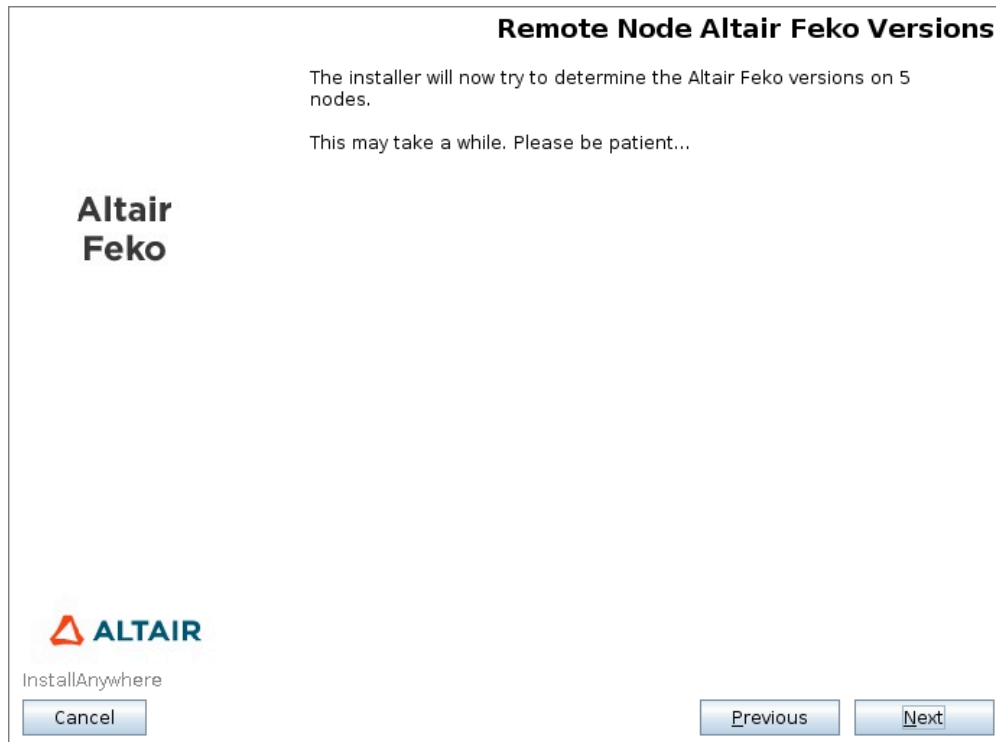 Remote Node Altair Feko Versions
The installer will now try to determine the Altair Feko versions on 5
nodes.
This may take a while. Please be patient...
Altair
Feko
ALTAIR
InstallAnywhere
Cancel
Previous
Next